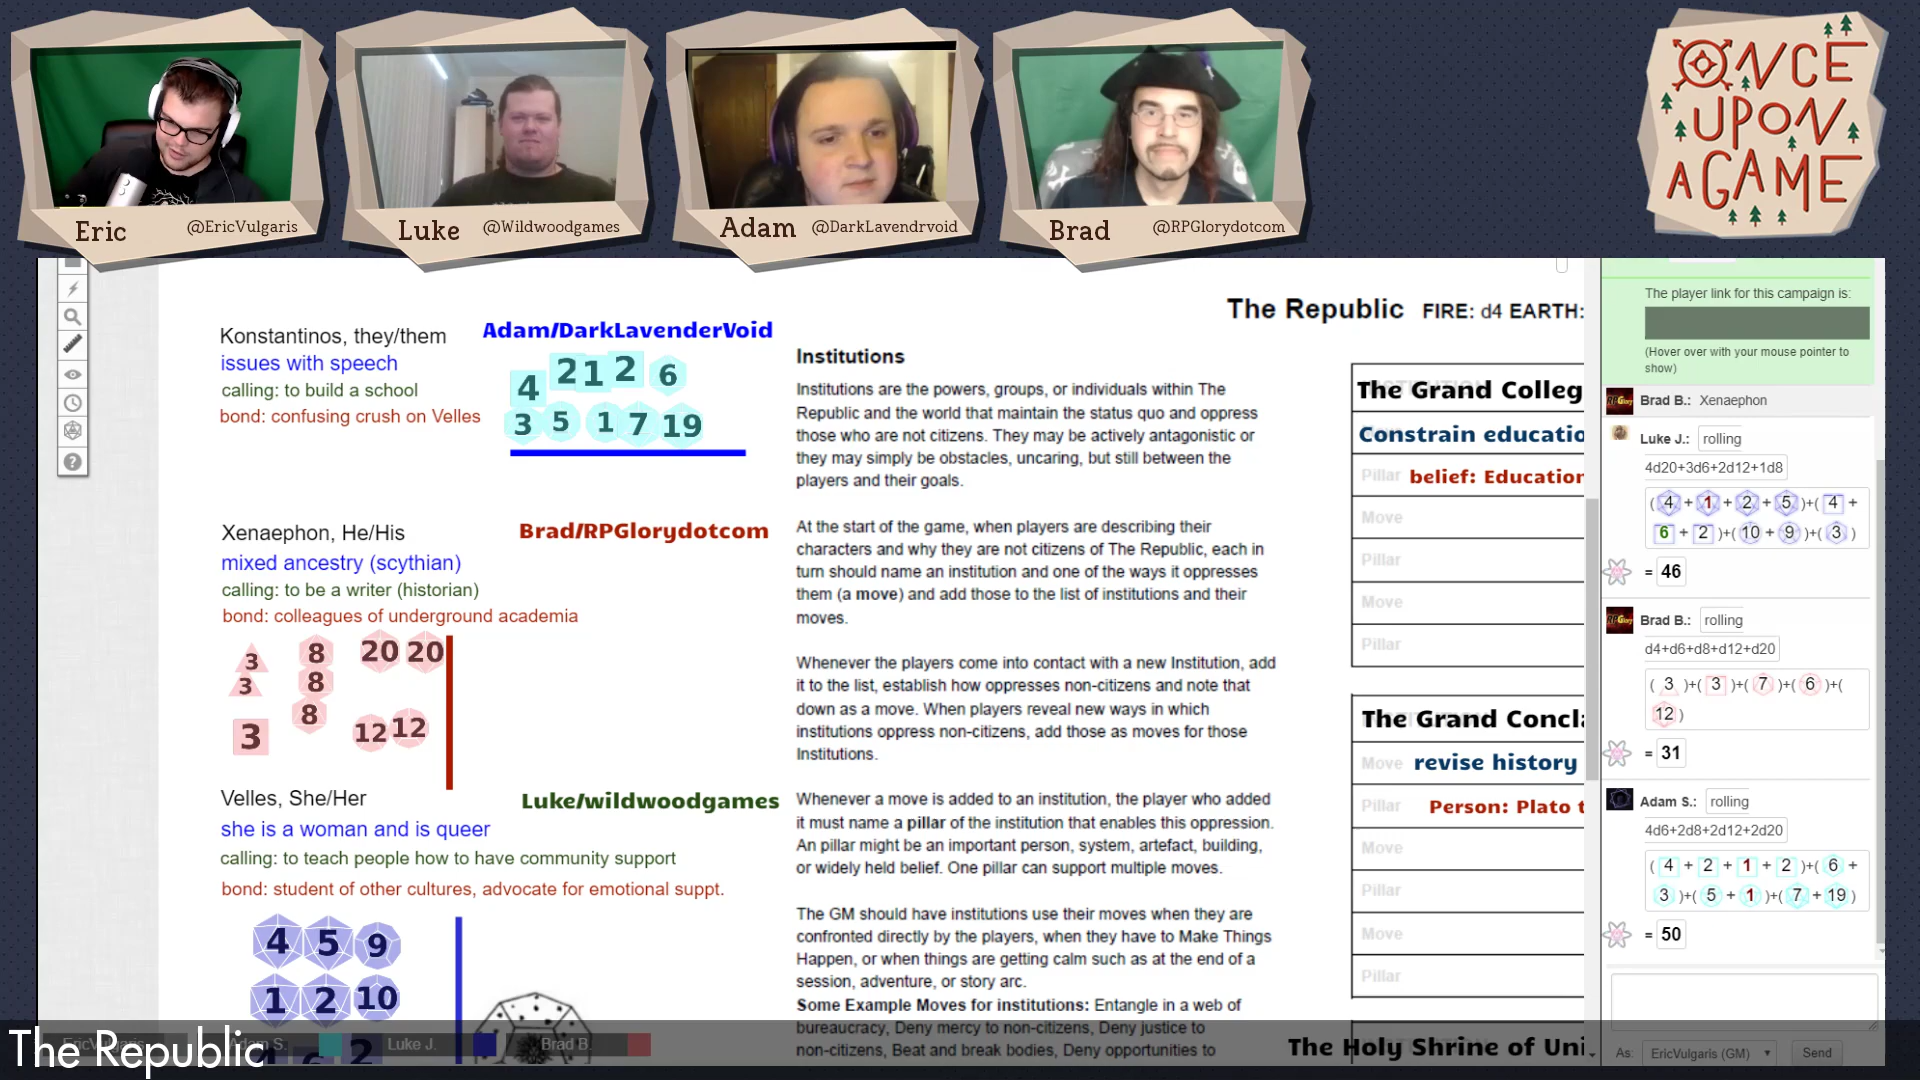 Eric
@EricVulgaris
Luke
@Wildwoodgames
Adam
@DarkLavendrvoid
Brad
@RPGlorydotcom
ONCE
UPON
A GAME
Konstantinos, they/them
issues with speech
calling: to build a school
bond: confusing crush on Velles
Adam/DarkLavenderVoid
4 2 1 2 6
3 5 1 7 19
Xenaephon, He/His
mixed ancestry (scythian)
calling: to be a writer (historian)
bond: colleagues of underground academia
Brad/RPGlorydotcom
3 8 20 20
3 8
8
3 12 12
Velles, She/Her
she is a woman and is queer
calling: to teach people how to have community support
bond: student of other cultures, advocate for emotional suppt.
Luke/wildwoodgames
4 5 9
1 2 10
4 6 2
The Republic FIRE: d4 EARTH:
Institutions
Institutions are the powers, groups, or individuals within The
Republic and the world that maintain the status quo and oppress
those who are not citizens. They may be actively antagonistic or
they may simply be obstacles, uncaring, but still between the
players and their goals.
At the start of the game, when players are describing their
characters and why they are not citizens of The Republic, each in
turn should name an institution and one of the ways it oppresses
them (a move) and add those to the list of institutions and their
moves.
Whenever the players come into contact with a new Institution, add
it to the list, establish how oppresses non-citizens and note that
down as a move. When players reveal new ways in which
institutions oppress non-citizens, add those as moves for those
Institutions.
Whenever a move is added to an institution, the player who added
it must name a pillar of the institution that enables this oppression.
An pillar might be an important person, system, artefact, building,
or widely held belief. One pillar can support multiple moves.
The GM should have institutions use their moves when they are
confronted directly by the players, when they have to Make Things
Happen, or when things are getting calm such as at the end of a
session, adventure, or story arc.
Some Example Moves for institutions: Entangle in a web of
bureaucracy, Deny mercy to non-citizens, Deny justice to
non-citizens, Beat and break bodies, Deny opportunities to
The Grand Colleg
Constrain educatio
Pillar belief: Education
Move
Pillar
Move
Pillar
The Grand Concl
Move revise history
Pillar Person: Plato t
Move
Pillar
Move
Pillar
The Holy Shrine of Uni
The player link for this campaign is:
(Hover over with your mouse pointer to
show)
Brad B.: Xenaephon
Luke J.: rolling
4d20+3d6+2d12+1d8
(4+1+2+5)+(4+
6+2)+(10+9)+(3)
= 46
Brad B.: rolling
d4+d6+d8+d12+d20
(3)+(3)+(7)+(6)+(
12)
= 31
Adam S.: rolling
4d6+2d8+2d12+2d20
(4+2+1+2)+(6+
3)+(5+1)+(7+19)
= 50
As: EricVulgaris (GM) Send
The Republic
EricVulgaris Adam S. Luke J. Brad B.